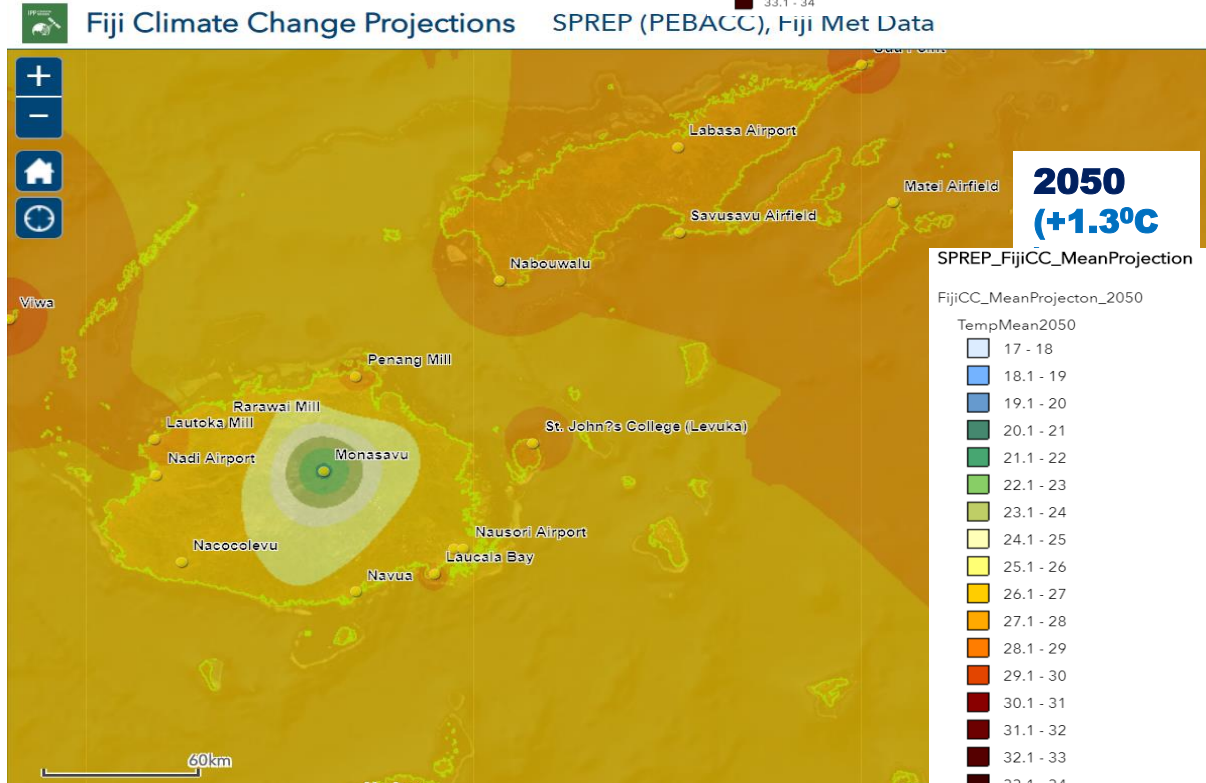 33.1 - 34
Fiji Climate Change Projections
SPREP (PEBACC), Fiji Met Data
+
−
Labasa Airport
Matei Airfield
Savusavu Airfield
Nabouwalu
Viwa
Penang Mill
Rarawai Mill
Lautoka Mill
St. John?s College (Levuka)
Nadi Airport
Monasavu
Nausori Airport
Nacocolevu
Laucala Bay
Navua
60km
2050
(+1.3⁰C
SPREP_FijiCC_MeanProjection
FijiCC_MeanProjecton_2050
TempMean2050
17 - 18
18.1 - 19
19.1 - 20
20.1 - 21
21.1 - 22
22.1 - 23
23.1 - 24
24.1 - 25
25.1 - 26
26.1 - 27
27.1 - 28
28.1 - 29
29.1 - 30
30.1 - 31
31.1 - 32
32.1 - 33
33.1 - 34